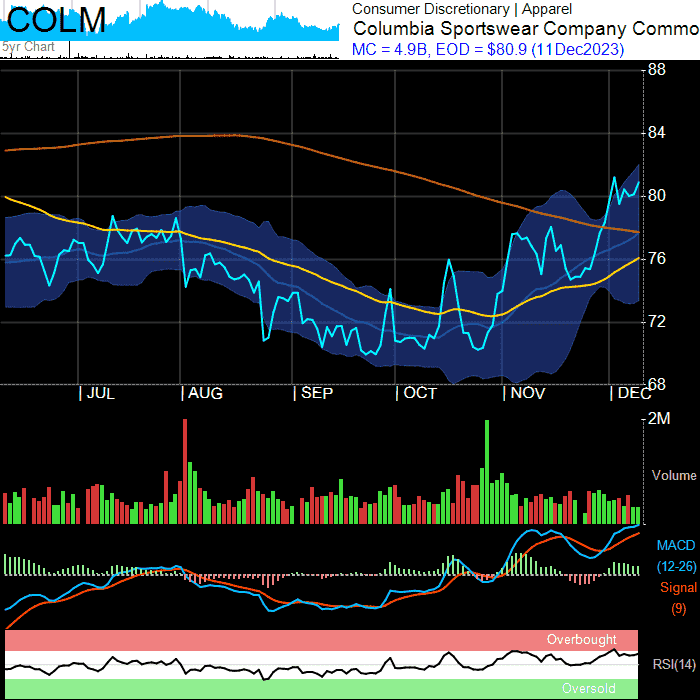 COLM
5yr Chart
Consumer Discretionary | Apparel
Columbia Sportswear Company Commo
MC = 4.9B, EOD = $80.9 (11Dec2023)
88
84
80
76
72
68
| JUL | AUG | SEP | OCT | NOV | DEC
2M
Volume
MACD
(12-26)
Signal
(9)
Overbought
RSI(14)
Oversold